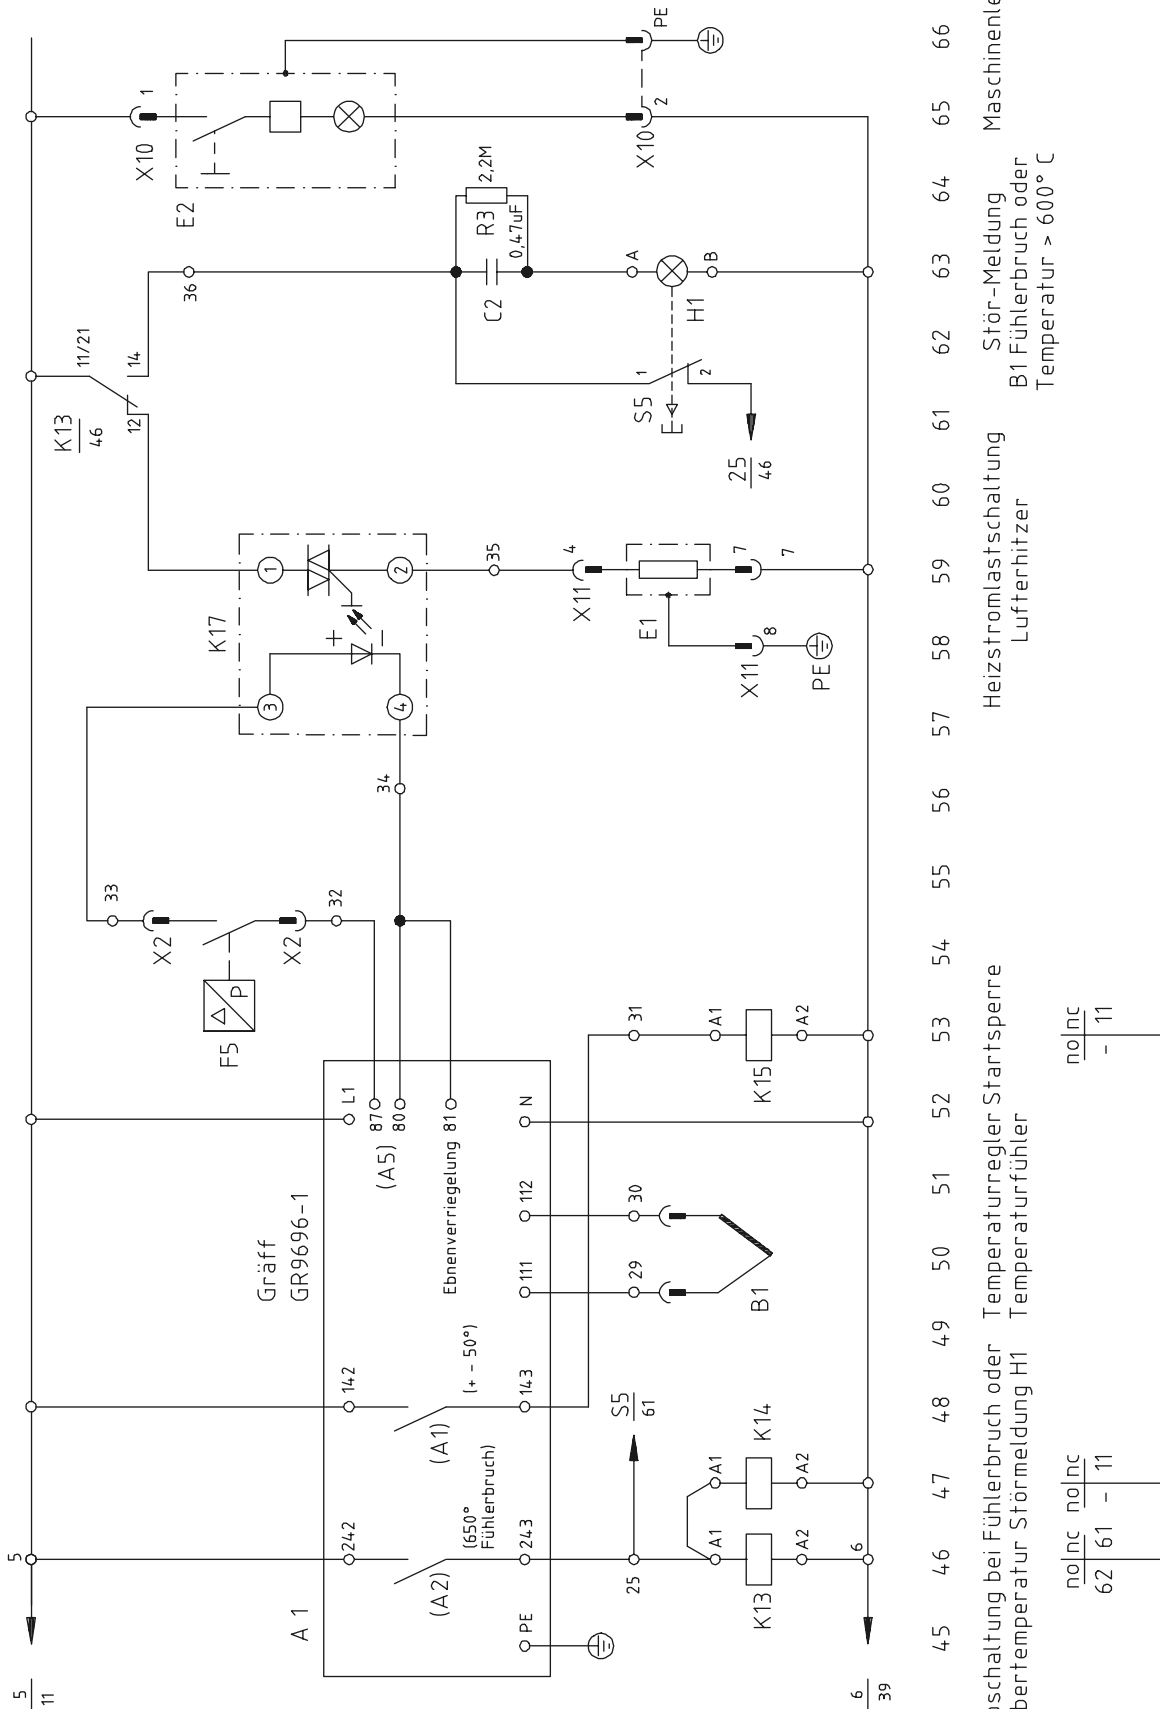 5
11
5
6
39
6
A 1
Gräff
GR9696-1
242
(A2)
(650°
Fühlerbruch)
243
PE
142
(A1)
(+ - 50°)
143
L1
87
(A5)
80
Ebnenverriegelung 81
111
112
N
25
S5
61
K13
A1
A2
K14
A1
A2
29
30
B1
31
K15
A1
A2
F5
P
X2
33
X2
32
34
K17
1
2
3
4
+
−
35
X11
4
E1
7
7
X11
8
PE
K13
46
11/21
12
14
36
C2
0,47uF
R3
2,2M
A
B
H1
S5
1
2
25
46
E2
X10
1
X10
2
PE
45 46 47 48 49 50 51 52 53 54 55 56 57 58 59 60 61 62 63 64 65 66
schaltung bei Fühlerbruch oder
bertemperatur Störmeldung H1
Temperaturregler Startsperre
Temperaturfühler
Heizstromlastschaltung
Lufterhitzer
Stör-Meldung
B1 Fühlerbruch oder
Temperatur > 600° C
Maschinenle
no nc
62 61
no nc
- 11
no nc
- 11